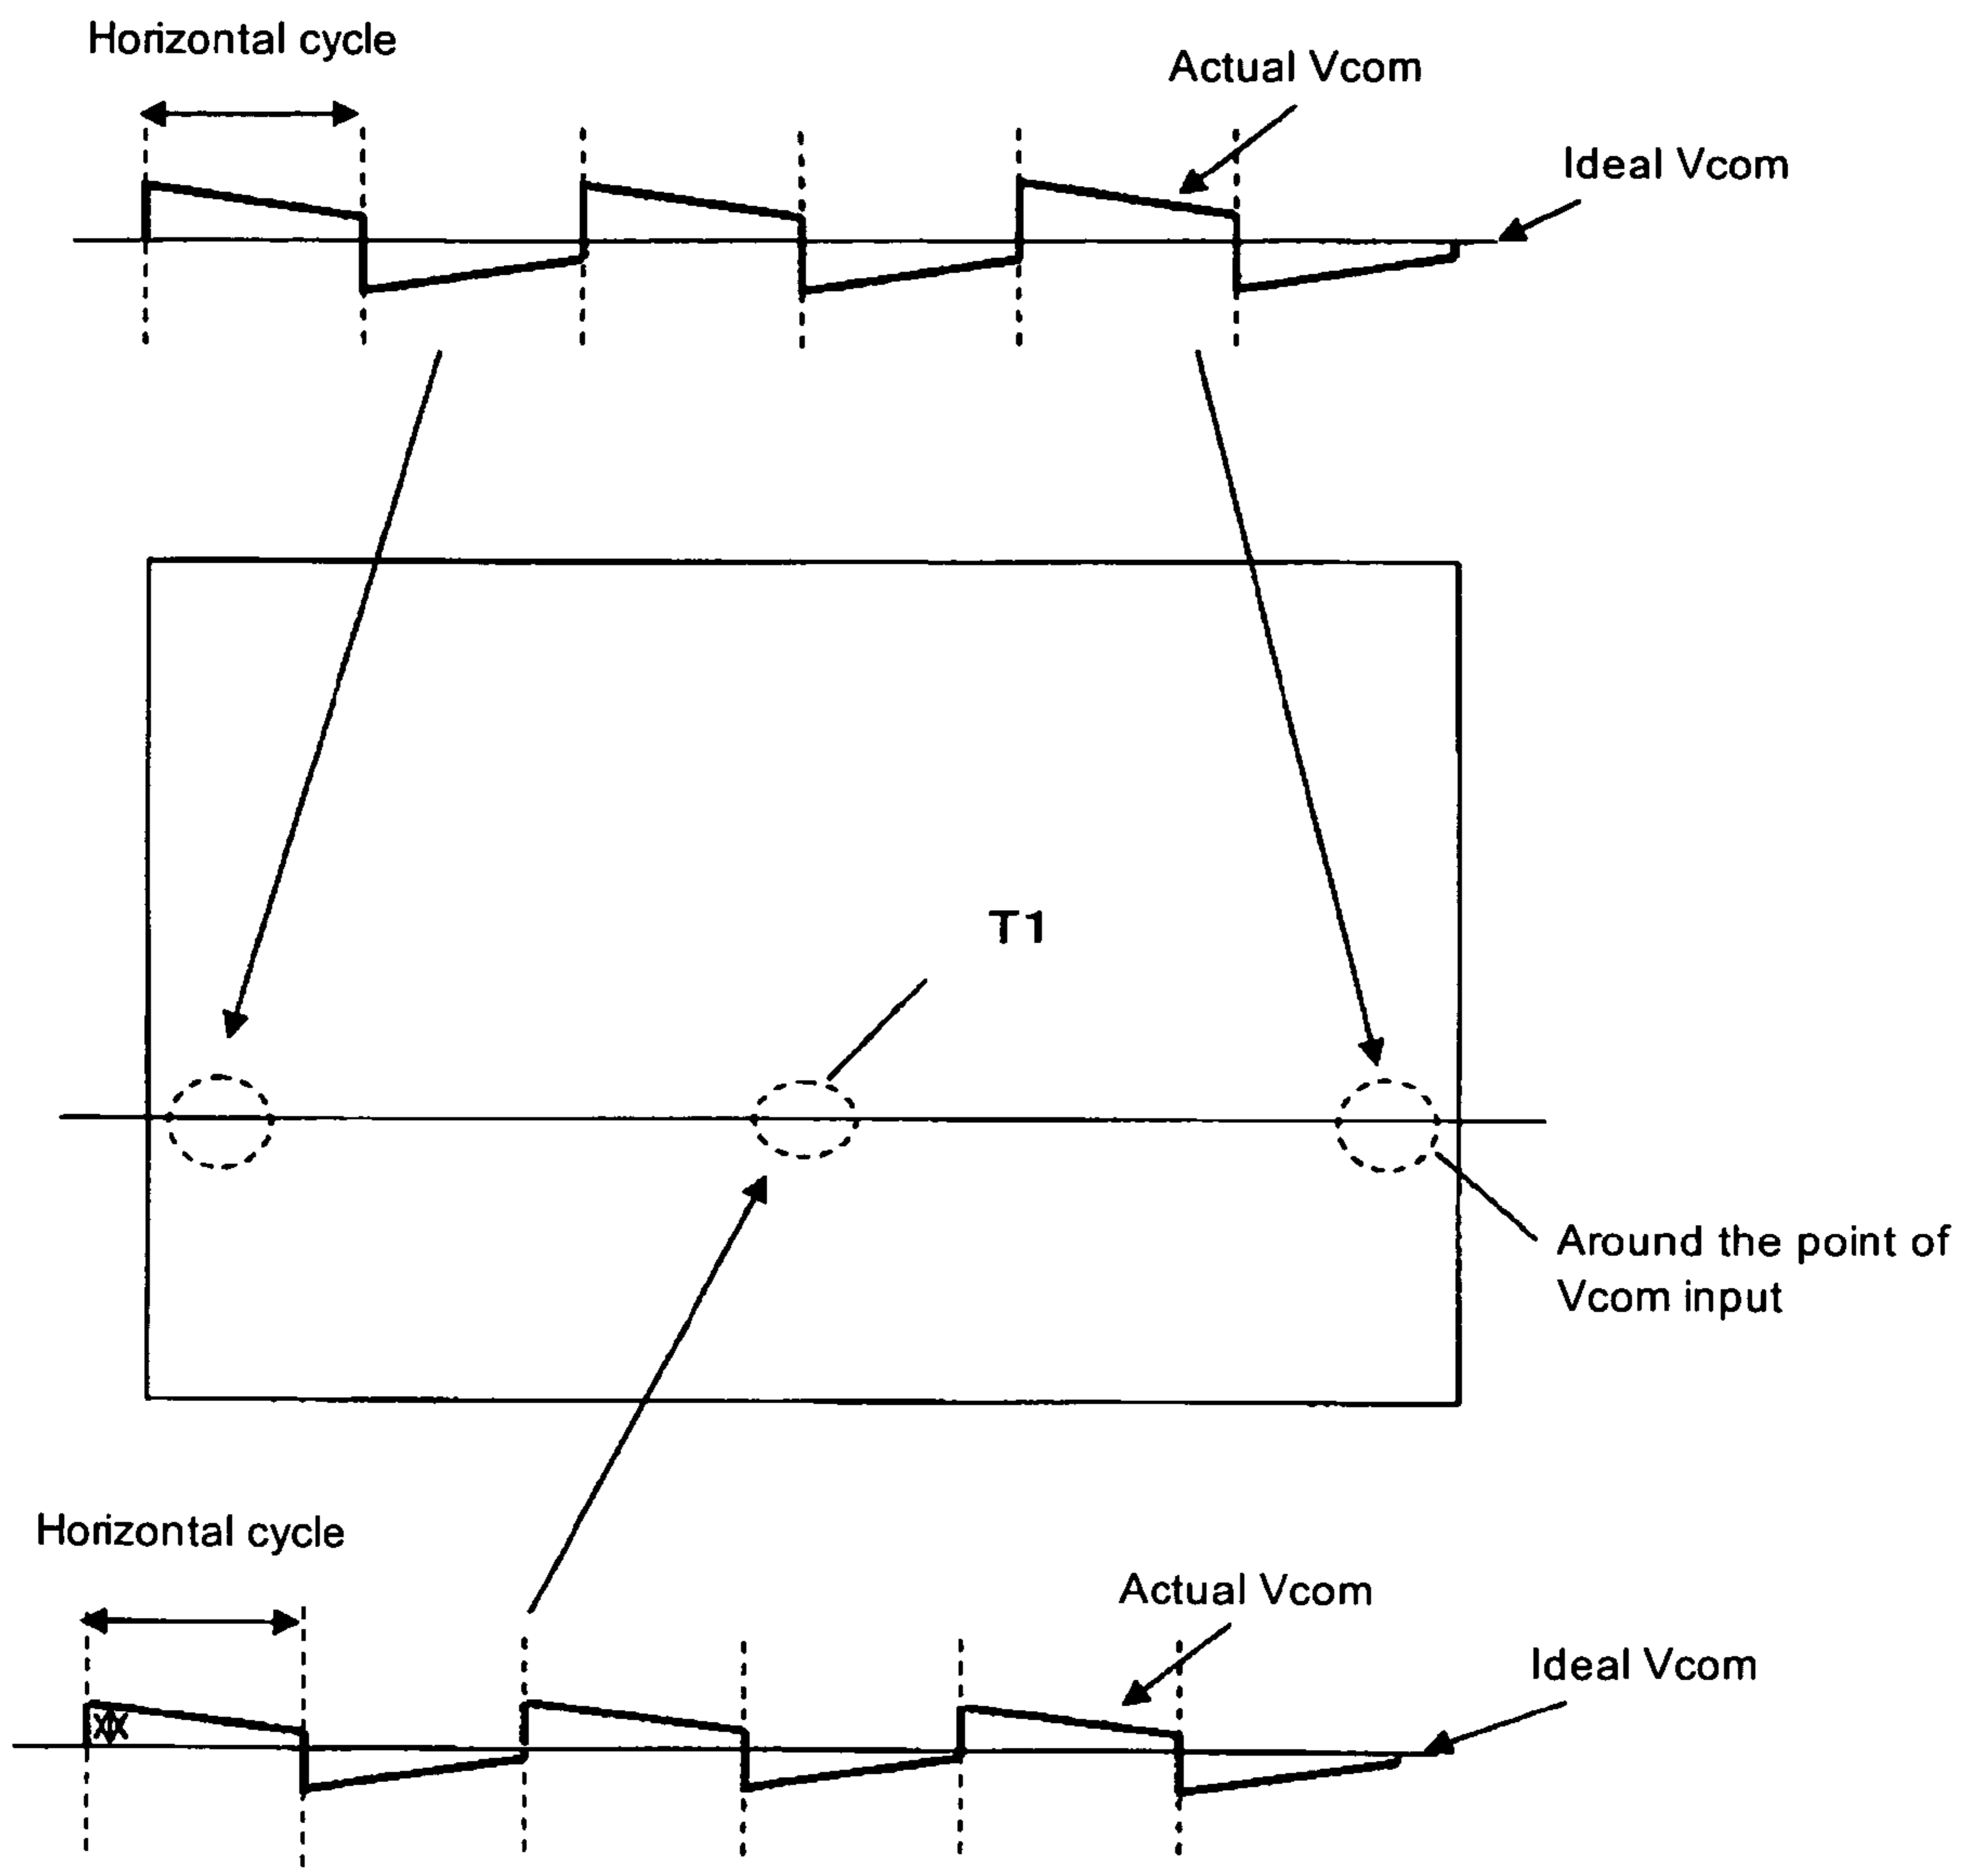 Horizontal cycle
Actual Vcom
Ideal Vcom
T1
Around the point of
Vcom input
Horizontal cycle
Actual Vcom
Ideal Vcom